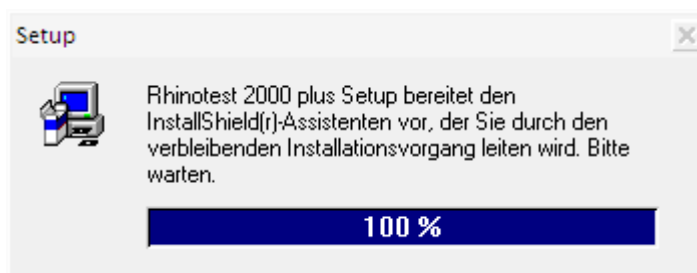 Setup
Rhinotest 2000 plus Setup bereitet den
InstallShield(r)-Assistenten vor, der Sie durch den
verbleibenden Installationsvorgang leiten wird. Bitte
warten.
100 %